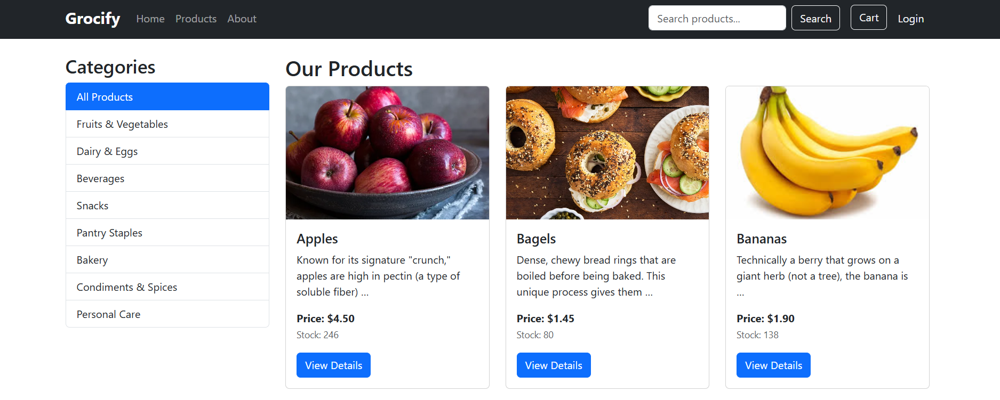 Grocify
Home
Products
About
Search products...
Search
Cart
Login
Categories
All Products
Fruits & Vegetables
Dairy & Eggs
Beverages
Snacks
Pantry Staples
Bakery
Condiments & Spices
Personal Care
Our Products
Apples
Known for its signature "crunch,"
apples are high in pectin (a type of
soluble fiber) ...
Price: $4.50
Stock: 246
View Details
Bagels
Dense, chewy bread rings that are
boiled before being baked. This
unique process gives them ...
Price: $1.45
Stock: 80
View Details
Bananas
Technically a berry that grows on a
giant herb (not a tree), the banana is
...
Price: $1.90
Stock: 138
View Details